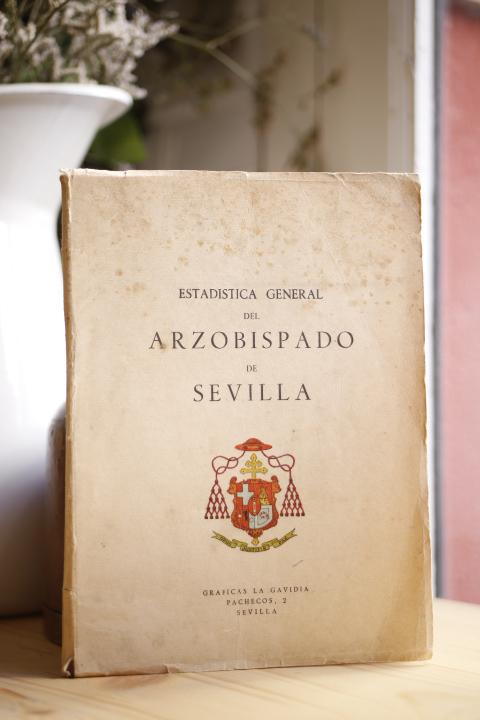 ESTADISTICA GENERAL
DEL
ARZOBISPADO
DE
SEVILLA
GRAFICAS LA GAVIDIA
PACHECOS, 2
SEVILLA